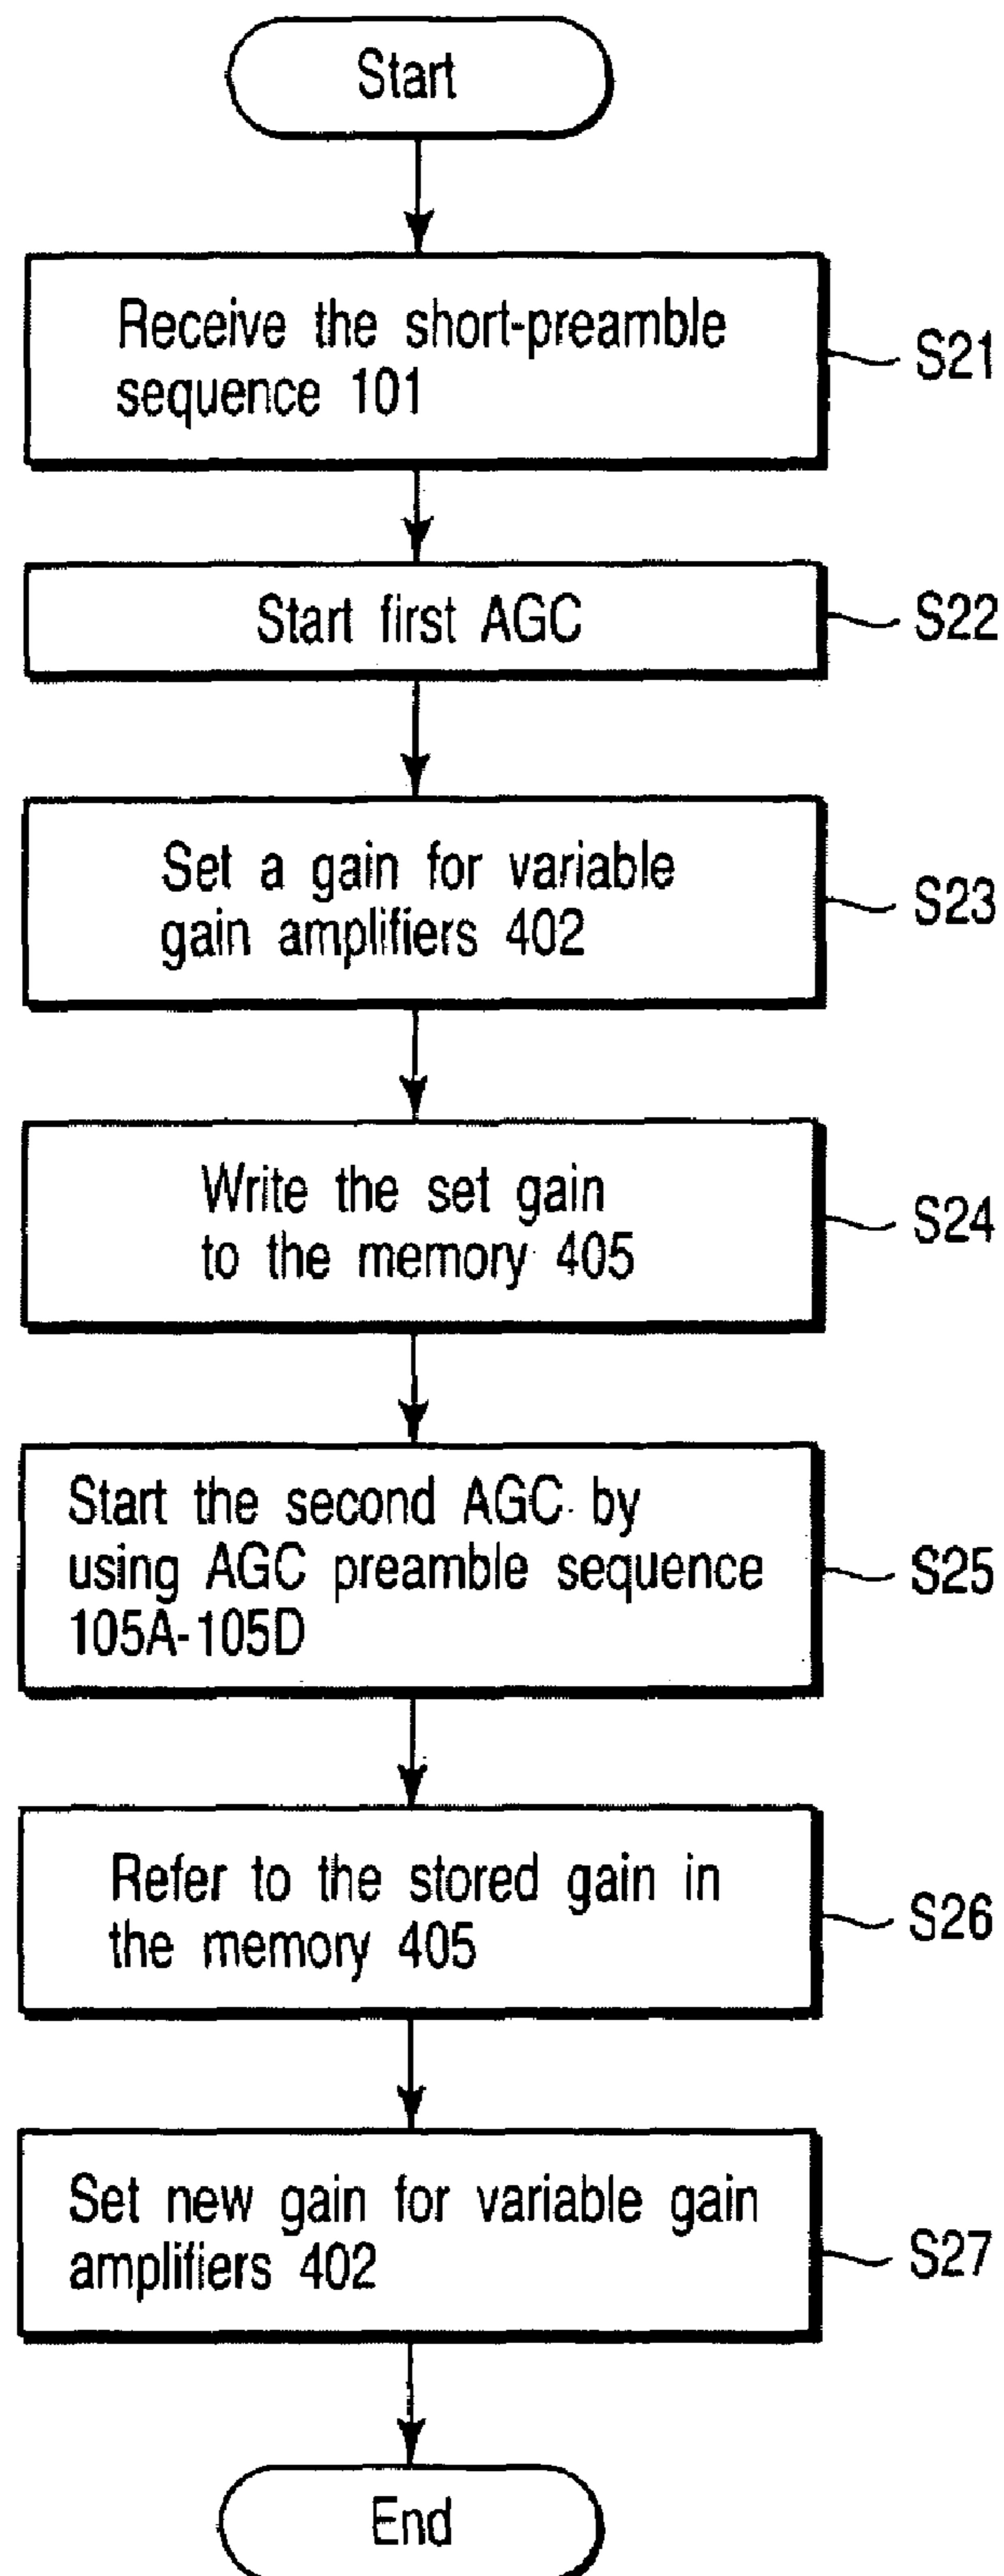 Start
Receive the short-preamble
sequence 101
S21
Start first AGC
S22
Set a gain for variable
gain amplifiers 402
S23
Write the set gain
to the memory 405
S24
Start the second AGC by
using AGC preamble sequence
105A-105D
S25
Refer to the stored gain in
the memory 405
S26
Set new gain for variable gain
amplifiers 402
S27
End